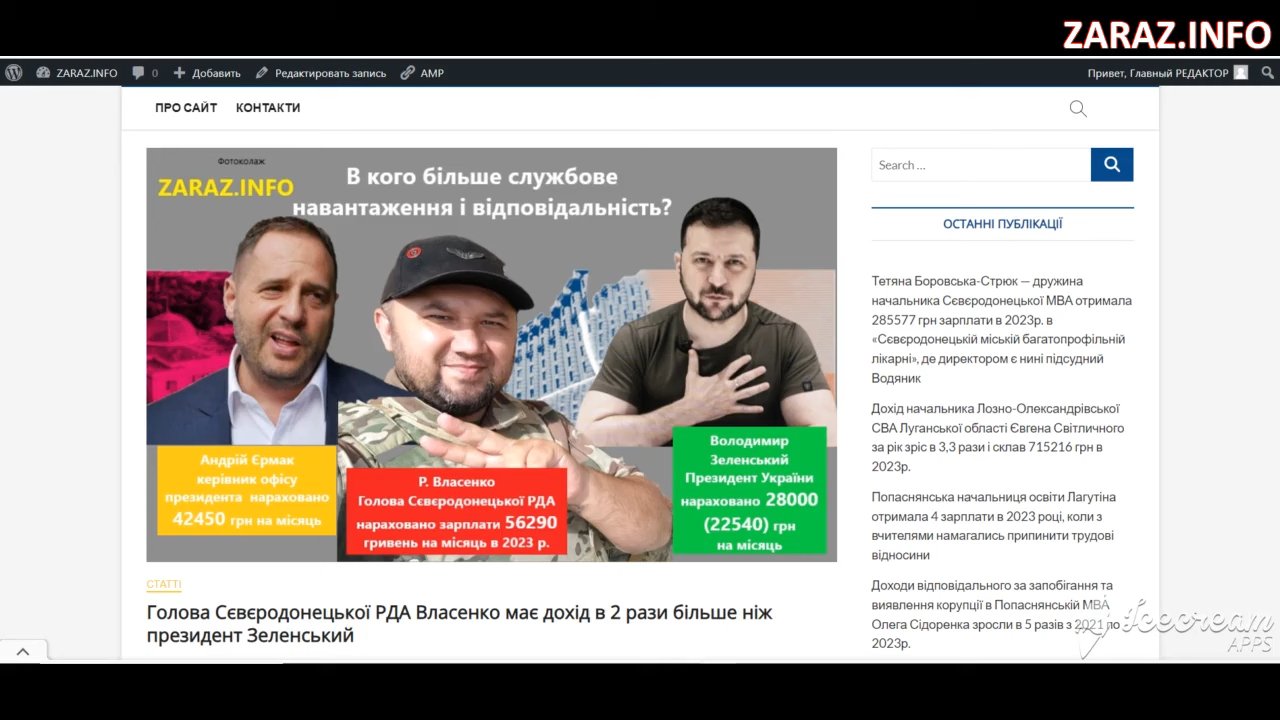 ZARAZ.INFO
ZARAZ.INFO 0 Добавить Редактировать запись AMP Привет, Главный РЕДАКТОР
ПРО САЙТ КОНТАКТИ
Фотоколаж
ZARAZ.INFO
В кого більше службове
навантаження і відповідальність?
Андрій Єрмак
керівник офісу
президента нараховано
42450 грн на місяць
Р. Власенко
Голова Сєвєродонецької РДА
нараховано зарплати 56290
гривень на місяць в 2023 р.
Володимир
Зеленський
Президент України
нараховано 28000
(22540) грн
на місяць
СТАТТІ
Голова Сєвєродонецької РДА Власенко має дохід в 2 рази більше ніж
президент Зеленський
Search ...
ОСТАННІ ПУБЛІКАЦІЇ
Тетяна Боровська-Стрюк — дружина
начальника Сєвєродонецької МВА отримала
285577 грн зарплати в 2023р. в
«Сєвєродонецькій міській багатопрофільній
лікарні», де директором є нині підсудний
Водяник
Дохід начальника Лозно-Олександрівської
СВА Луганської області Євгена Світличного
за рік зріс в 3,3 рази і склав 715216 грн в
2023р.
Попаснянська начальниця освіти Лагутіна
отримала 4 зарплати в 2023 році, коли з
вчителями намагались припинити трудові
відносини
Доходи відповідального за запобігання та
виявлення корупції в Попаснянській МВА
Олега Сідоренка зросли в 5 разів з 2021 по
2023р.
Icecream
APPS